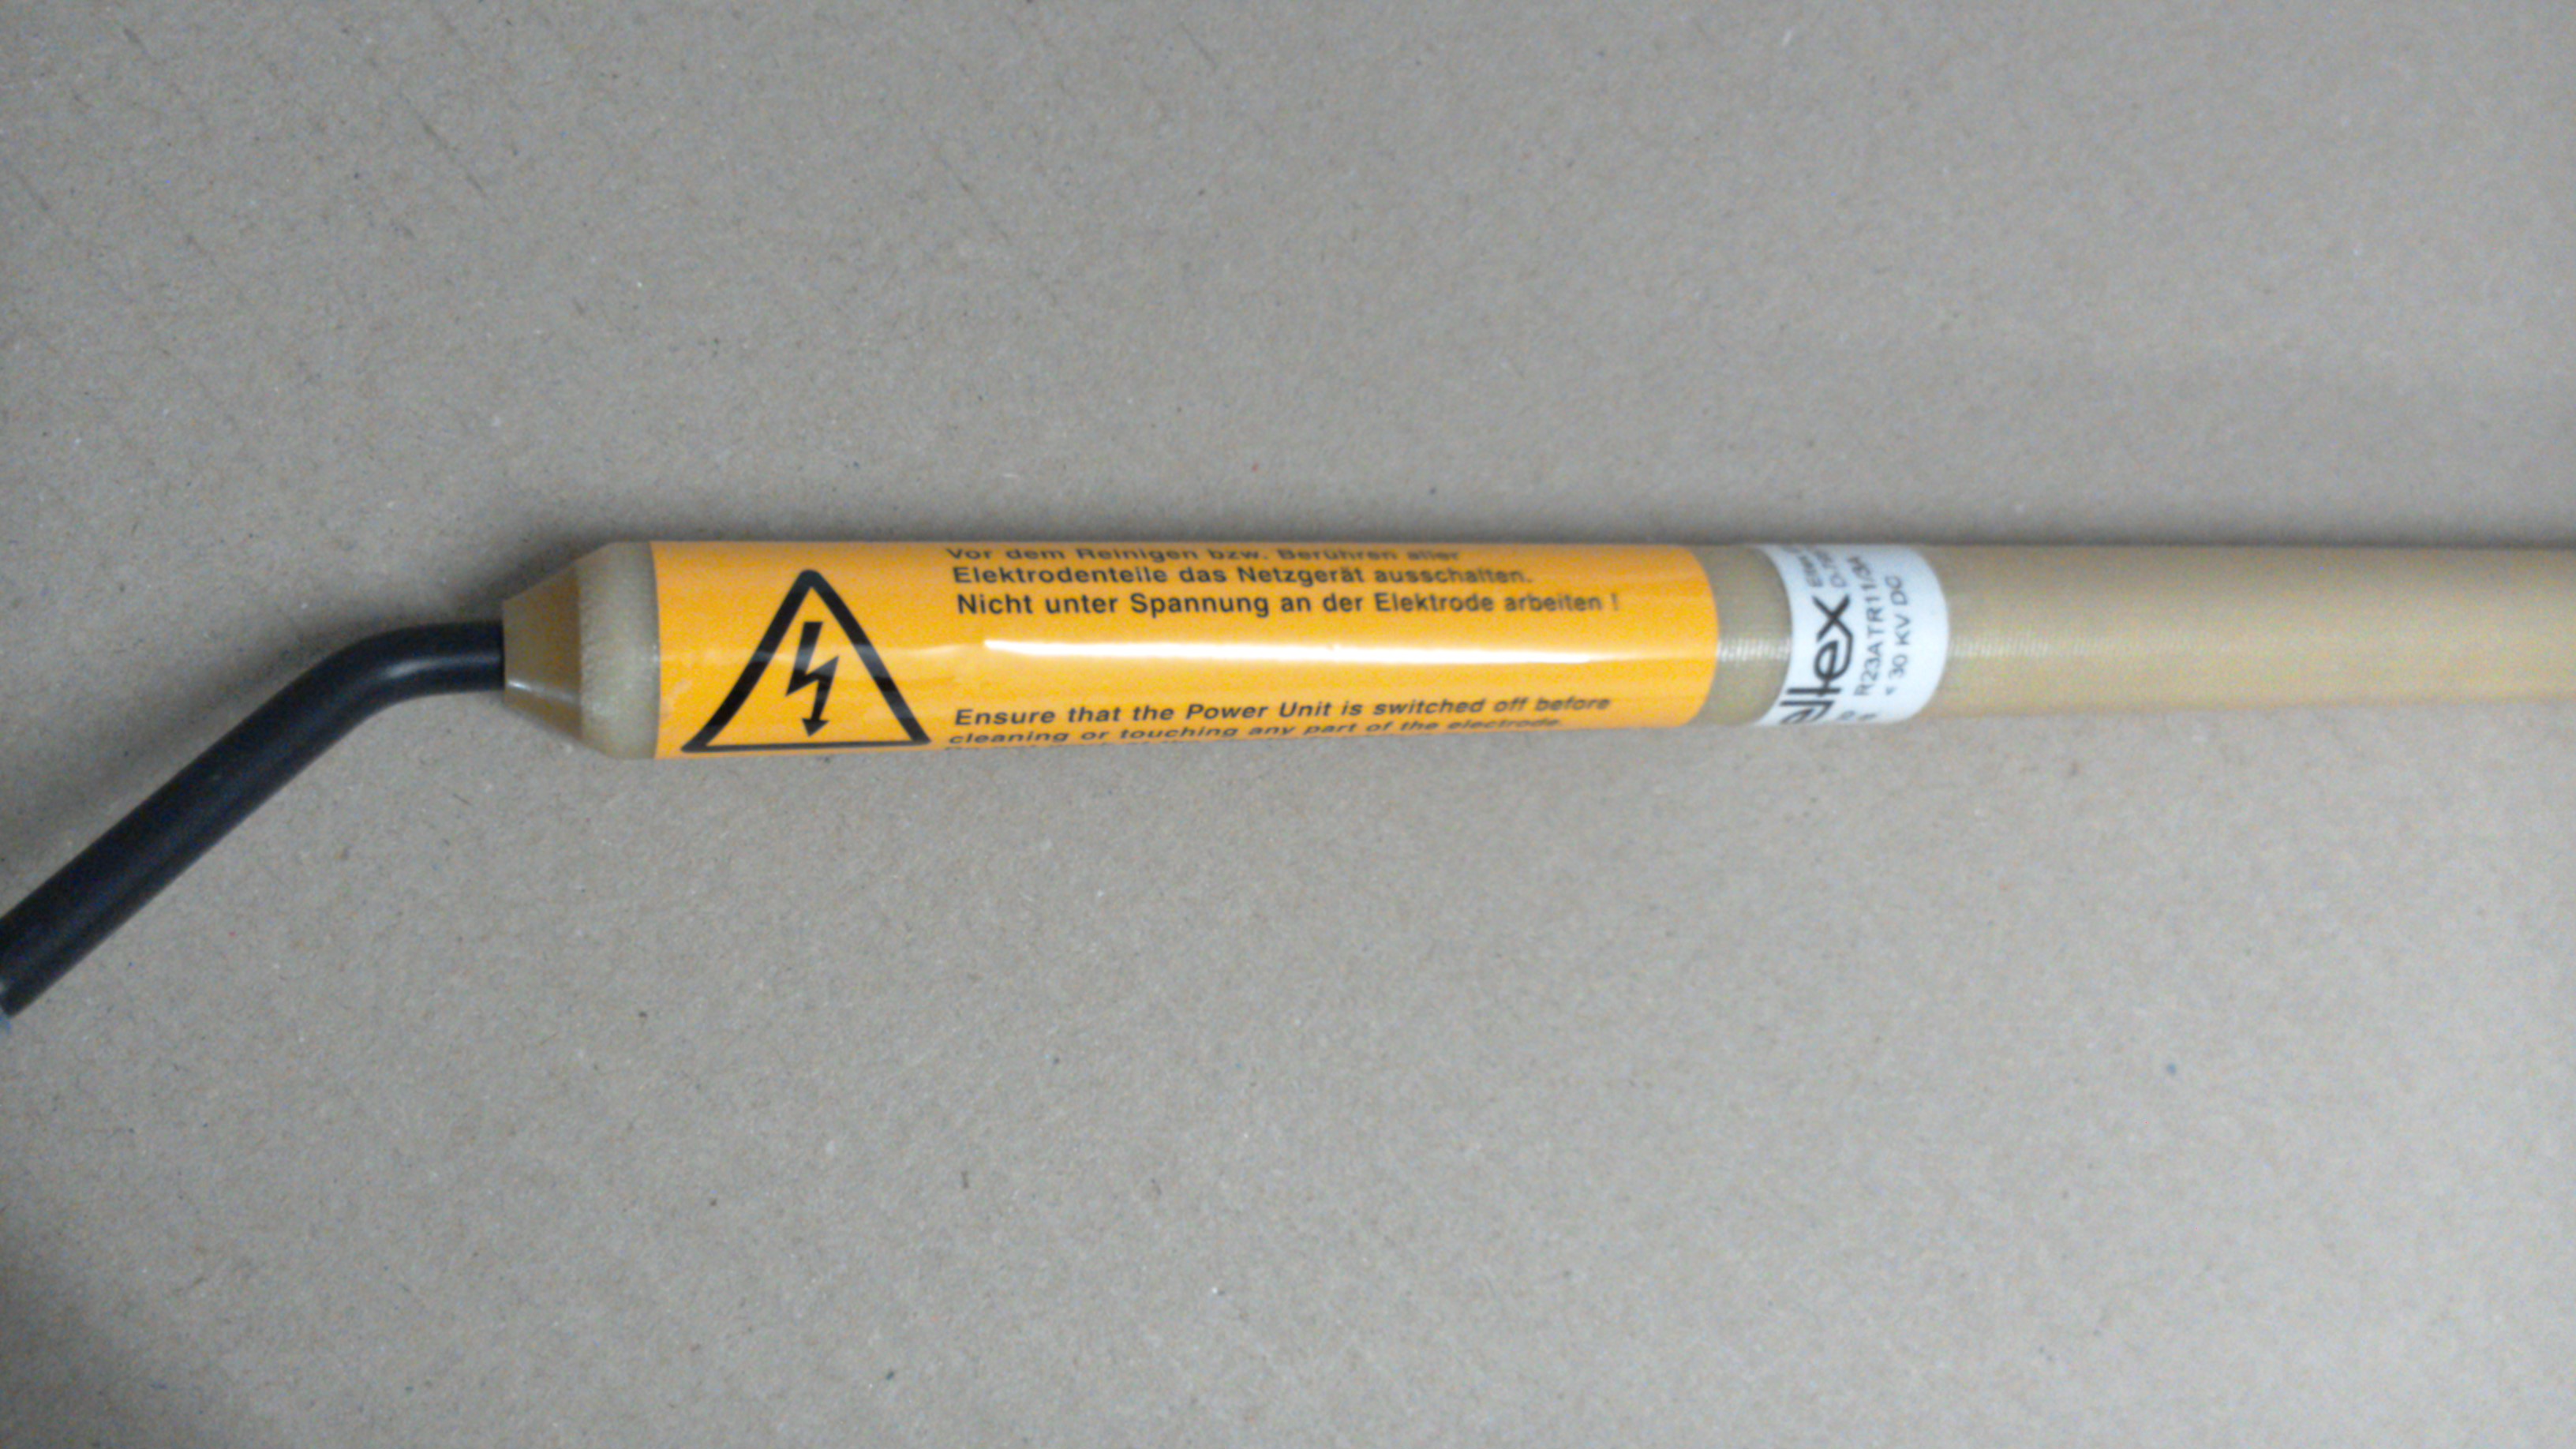 Vor dem Reinigen bzw. Berühren aller
Elektrodenteile das Netzgerät ausschalten.
Nicht unter Spannung an der Elektrode arbeiten !
Ensure that the Power Unit is switched off before
cleaning or touching any part of the electrode.
eltex
R23ATR11/3A
30 KV DC